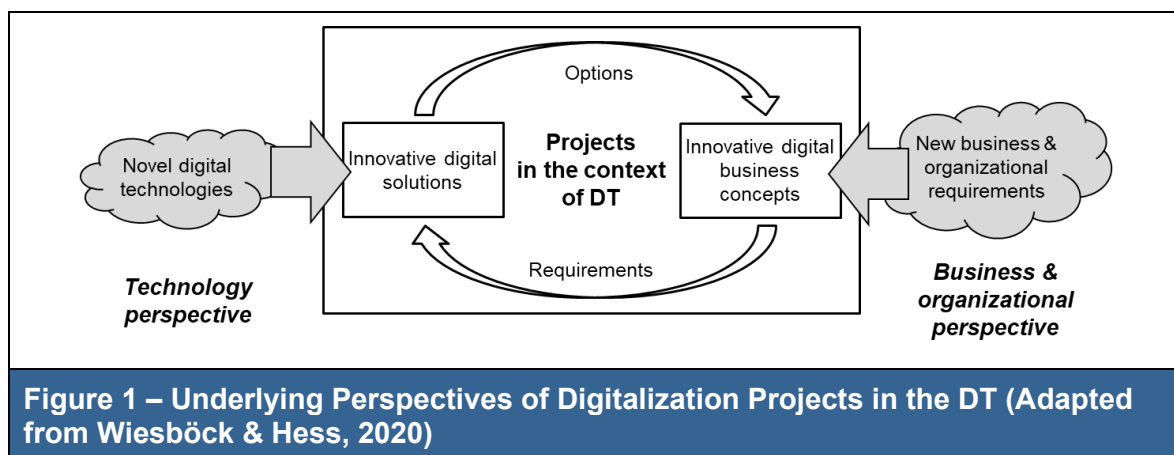 Options
Novel digital
technologies
Innovative digital
solutions
Projects
in the context
of DT
Innovative digital
business
concepts
New business &
organizational
requirements
Requirements
Technology
perspective
Business &
organizational
perspective
Figure 1 – Underlying Perspectives of Digitalization Projects in the DT (Adapted
from Wiesböck & Hess, 2020)